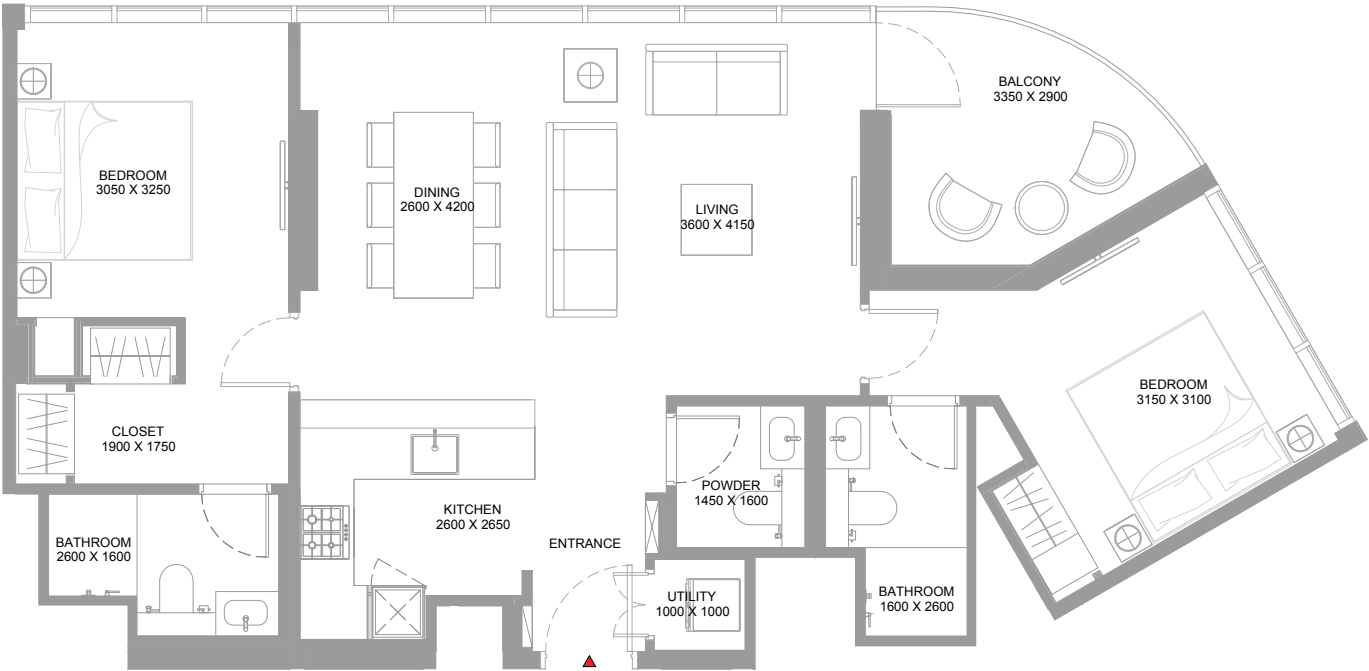 BALCONY
3350 X 2900
BEDROOM
3050 X 3250
DINING
2600 X 4200
LIVING
3600 X 4150
BEDROOM
3150 X 3100
CLOSET
1900 X 1750
POWDER
1450 X 1600
KITCHEN
2600 X 2650
BATHROOM
2600 X 1600
ENTRANCE
UTILITY
1000 X 1000
BATHROOM
1600 X 2600